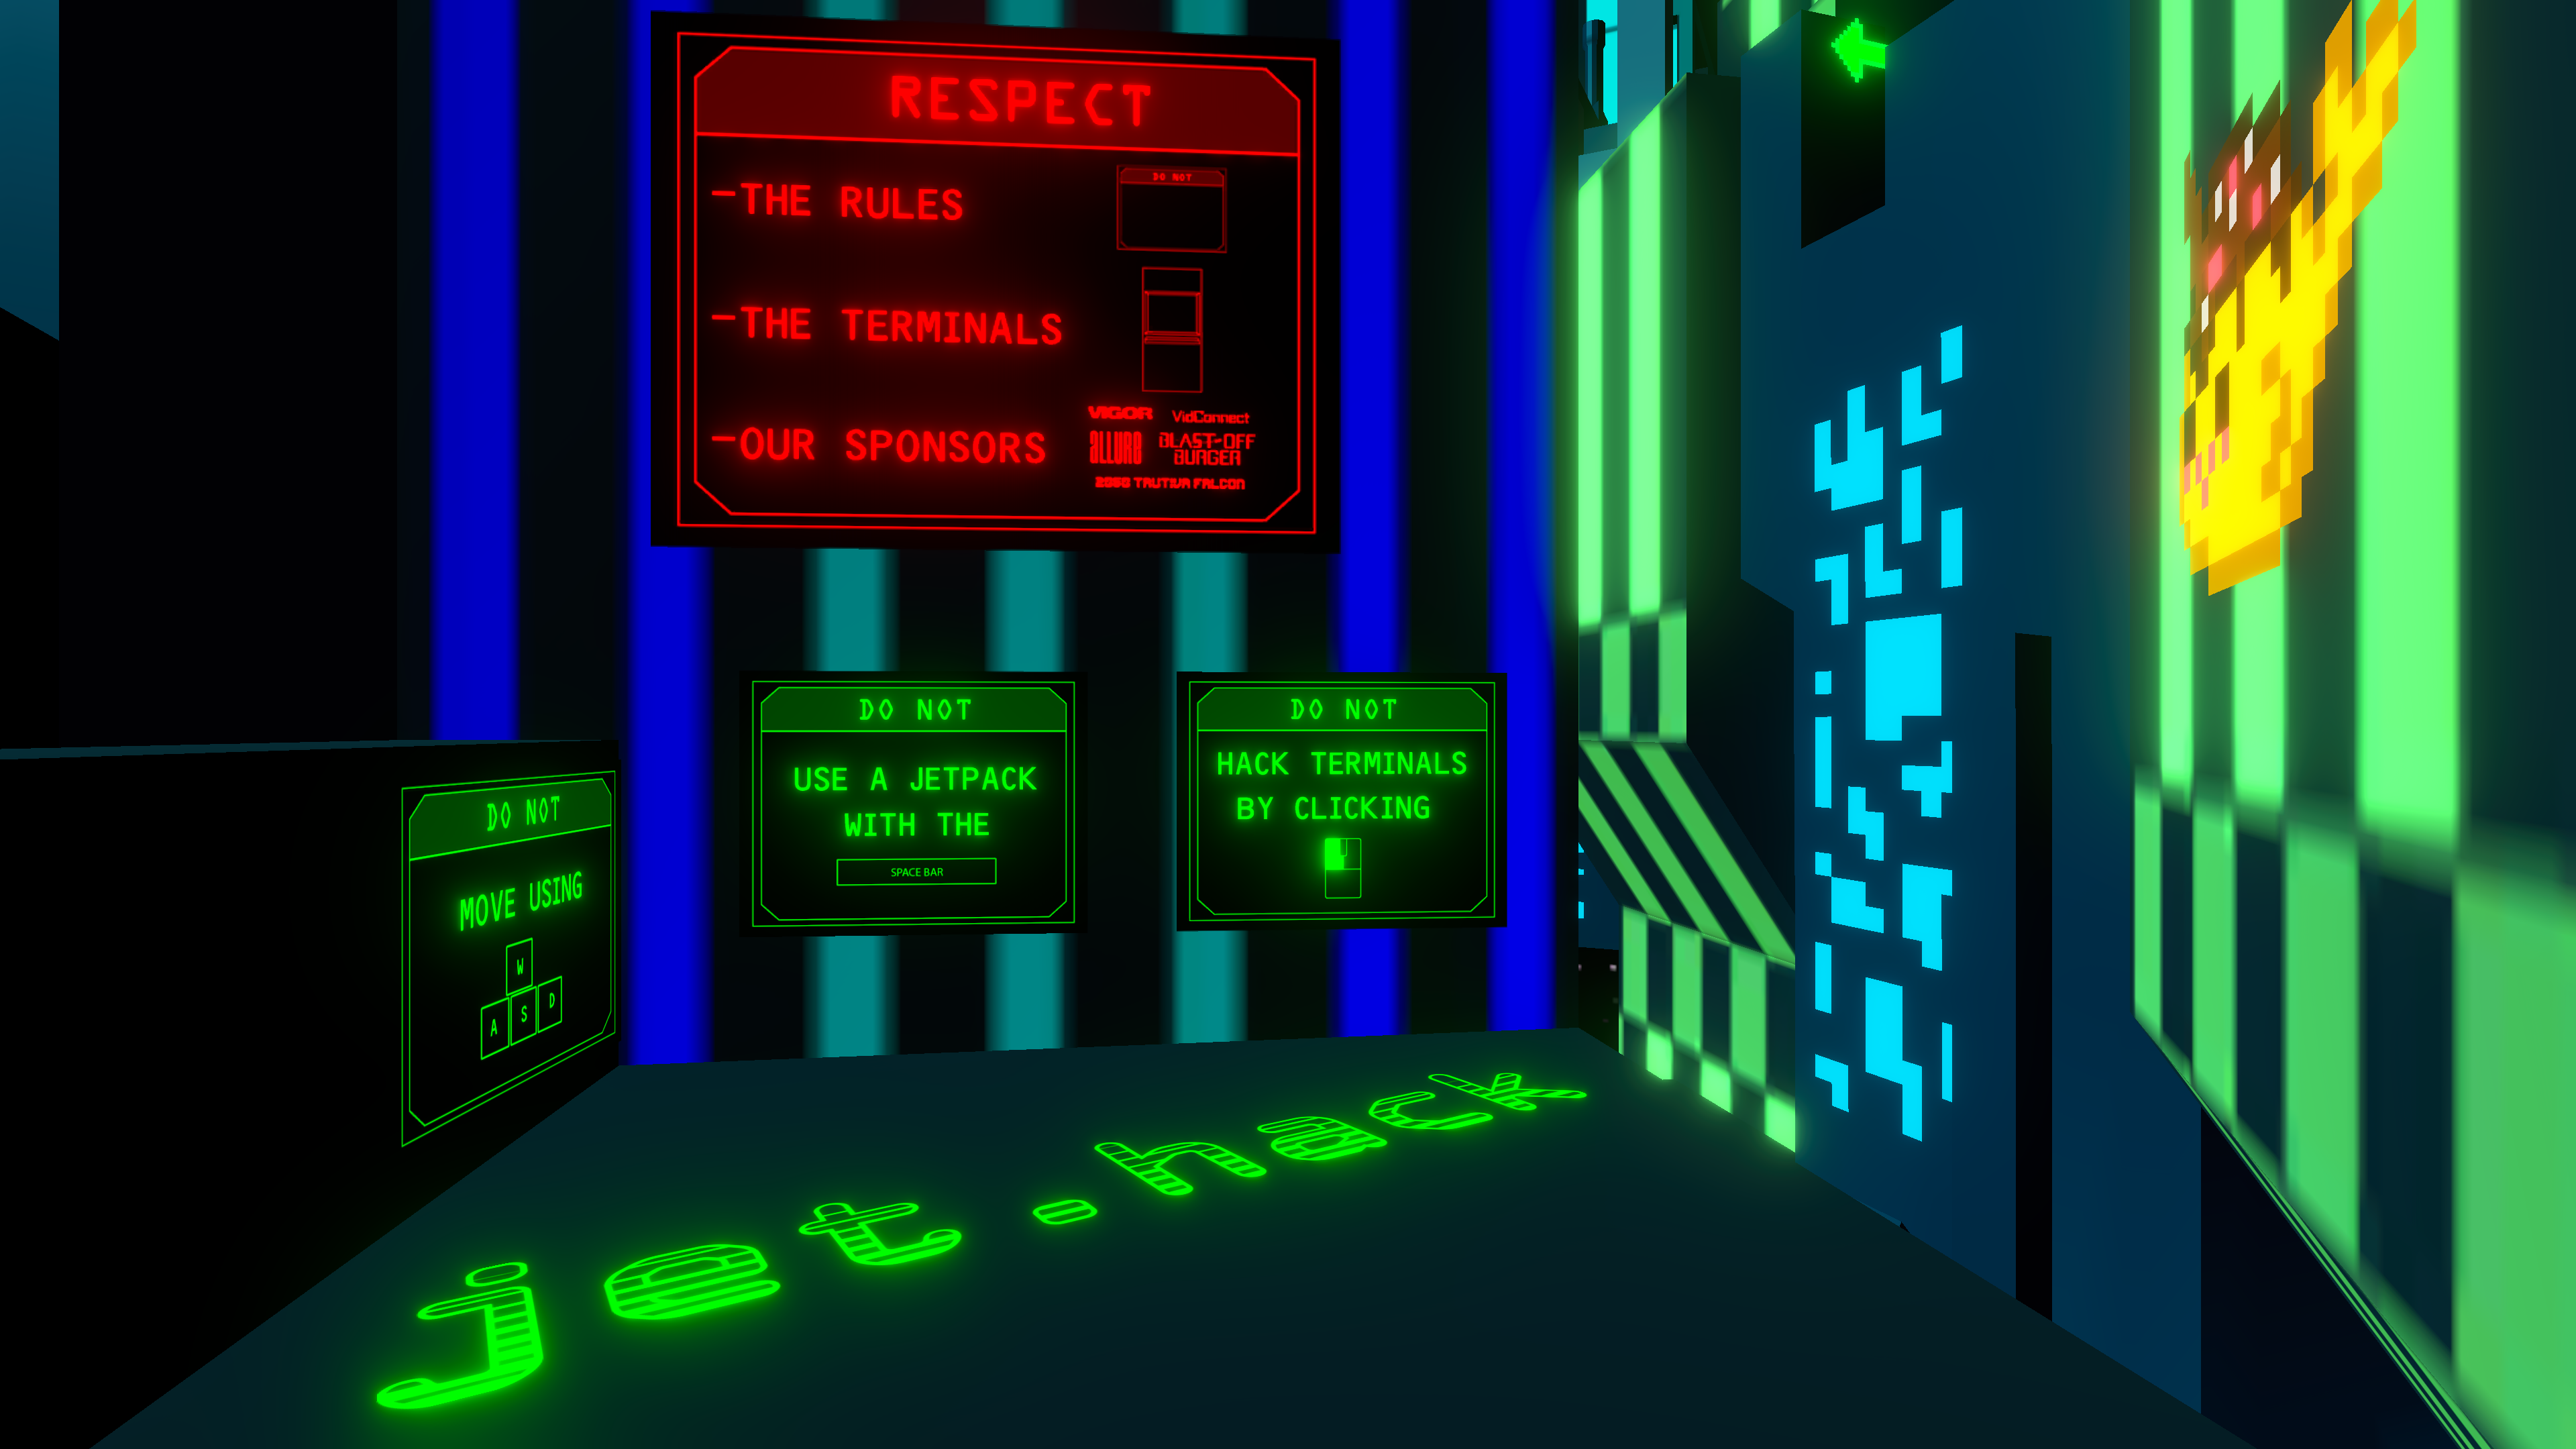 RESPECT
—THE RULES
DO NOT
—THE TERMINALS
—OUR SPONSORS
VIGOR VidConnect
allurb BLAST-OFF
BURGER
DO NOT
MOVE USING
W
A S D
DO NOT
USE A JETPACK
WITH THE
SPACE BAR
DO NOT
HACK TERMINALS
BY CLICKING
jet.hack